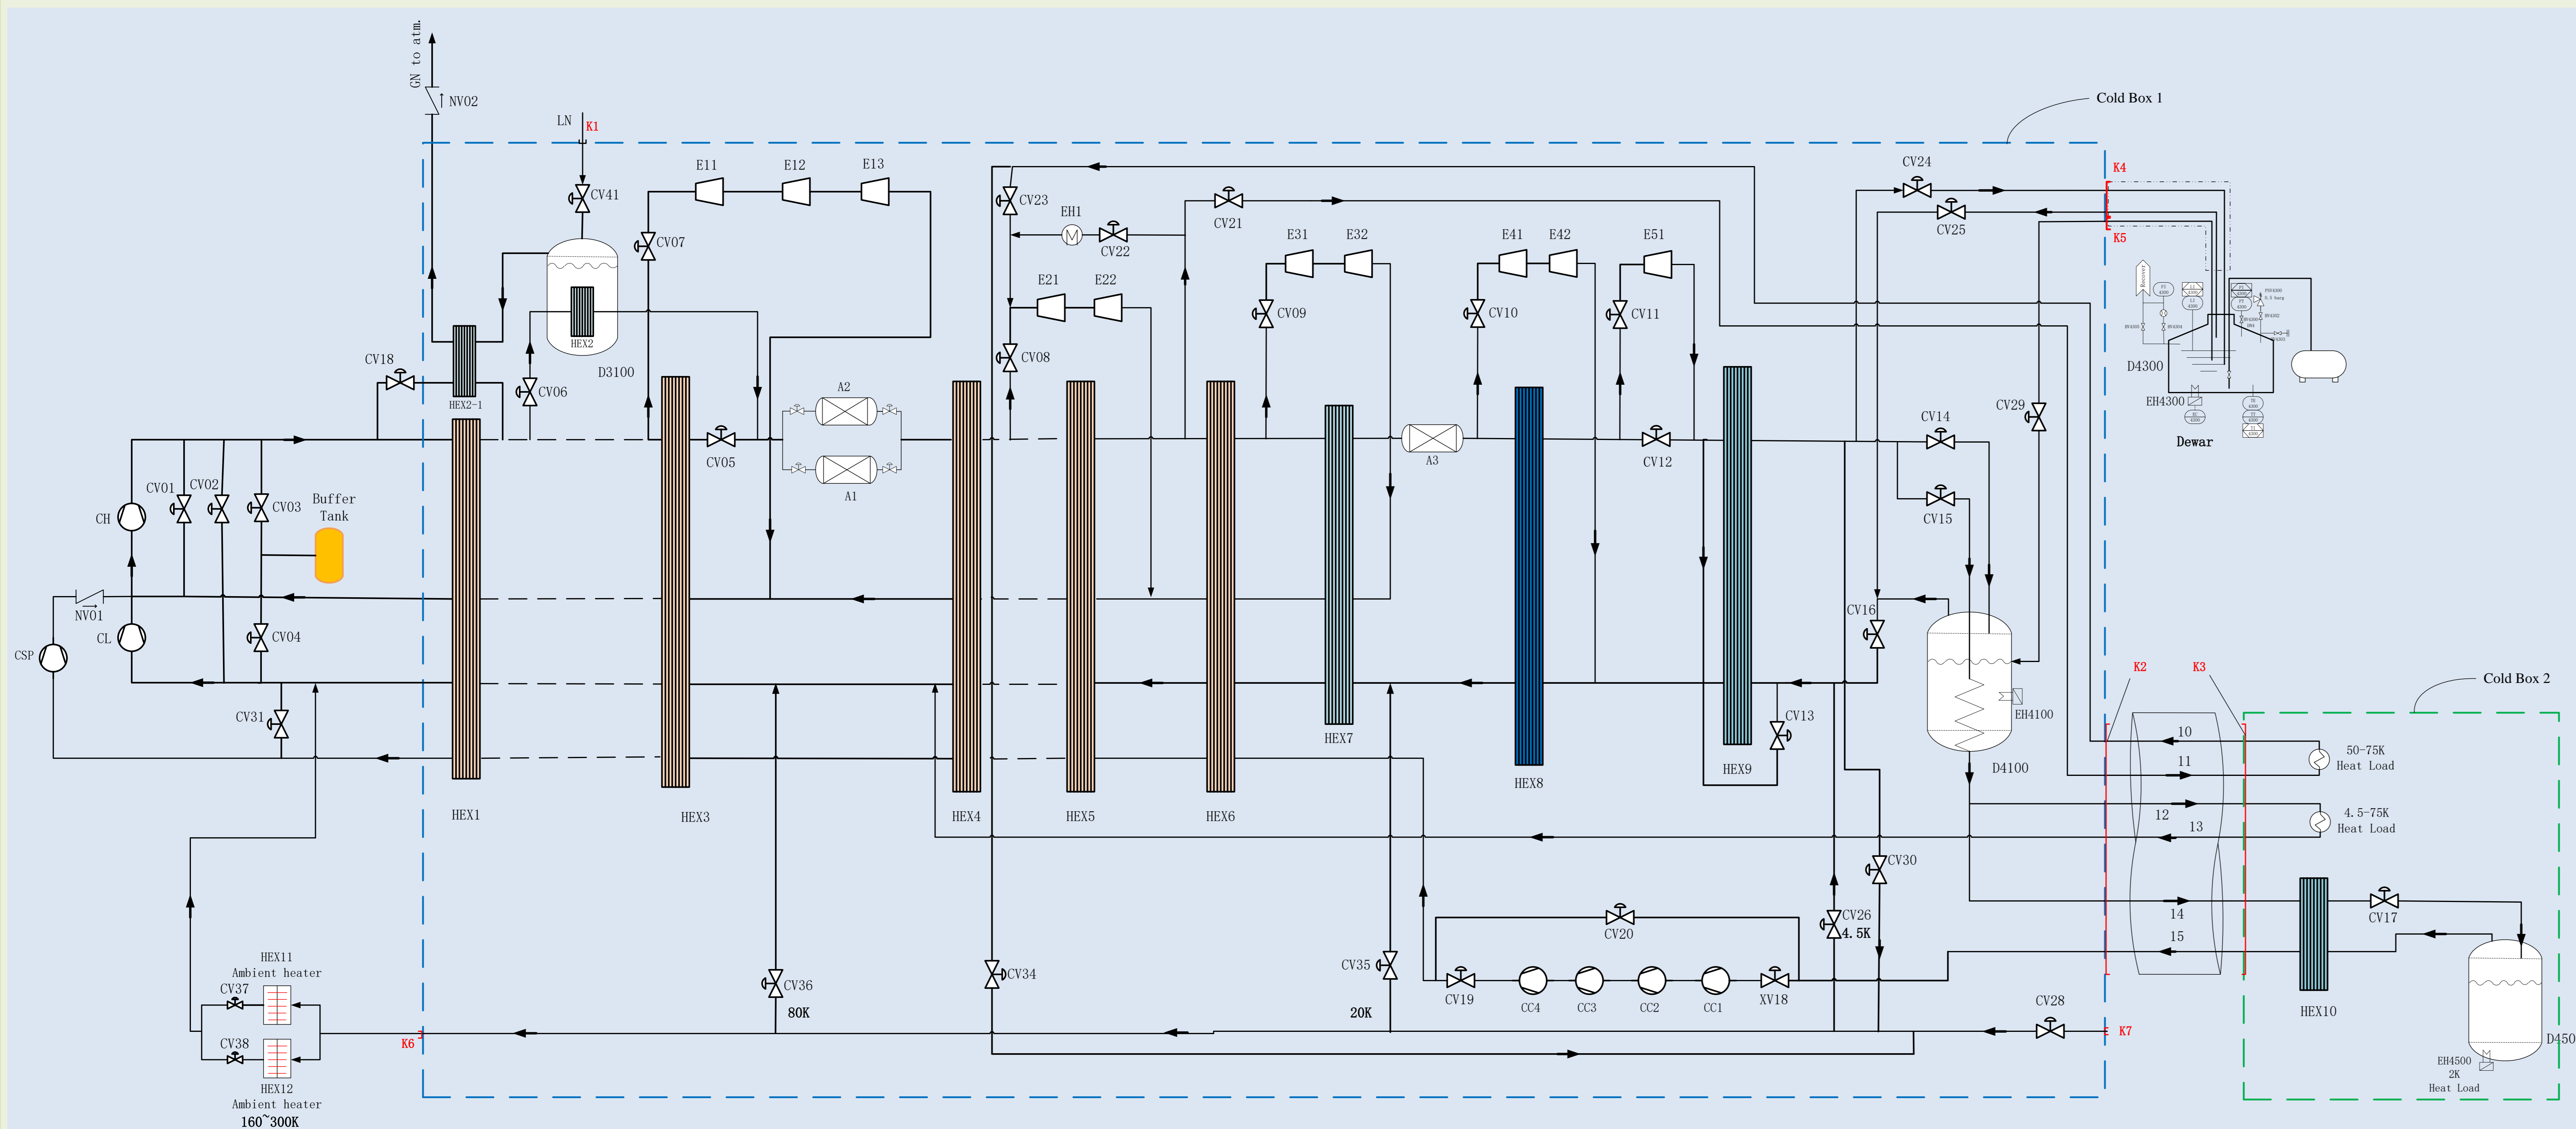 GN to atm.
NV02
LN
K1
Cold Box 1
CV41
E11
E12
E13
CV07
CV23
EH1
CV22
CV21
E21
E22
E31
E32
E41
E42
E51
CV24
CV25
K4
K5
HEX2
D3100
CV18
HEX2-1
CV06
CV08
CV09
CV10
CV11
CV29
CV14
CV15
Recover
D4300
EH4300
Dewar
A2
A1
CV05
A3
CV12
CH
CV01
CV02
CV03
Buffer
Tank
NV01
CL
CSP
CV04
CV31
CV16
EH4100
D4100
CV13
HEX1
HEX3
HEX4
HEX5
HEX6
HEX7
HEX8
HEX9
K2
K3
Cold Box 2
10
11
12
13
14
15
50-75K
Heat Load
4.5-75K
Heat Load
CV30
CV26
4.5K
CV20
CV19
CC4
CC3
CC2
CC1
XV18
CV35
20K
CV34
CV36
80K
CV28
K7
K6
HEX11
Ambient heater
CV37
CV38
HEX12
Ambient heater
160~300K
HEX10
CV17
D450
EH4500
2K
Heat Load